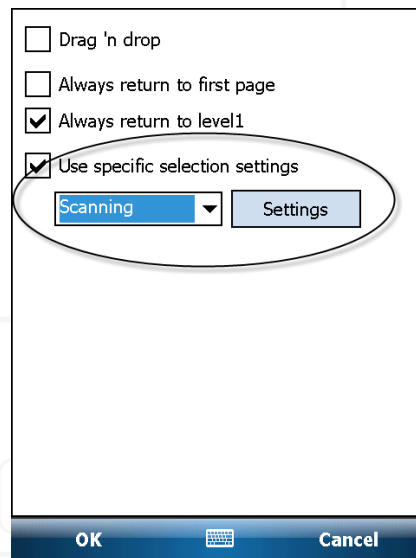 Drag 'n drop
Always return to first page
Always return to level1
Use specific selection settings
Scanning Settings
OK Cancel